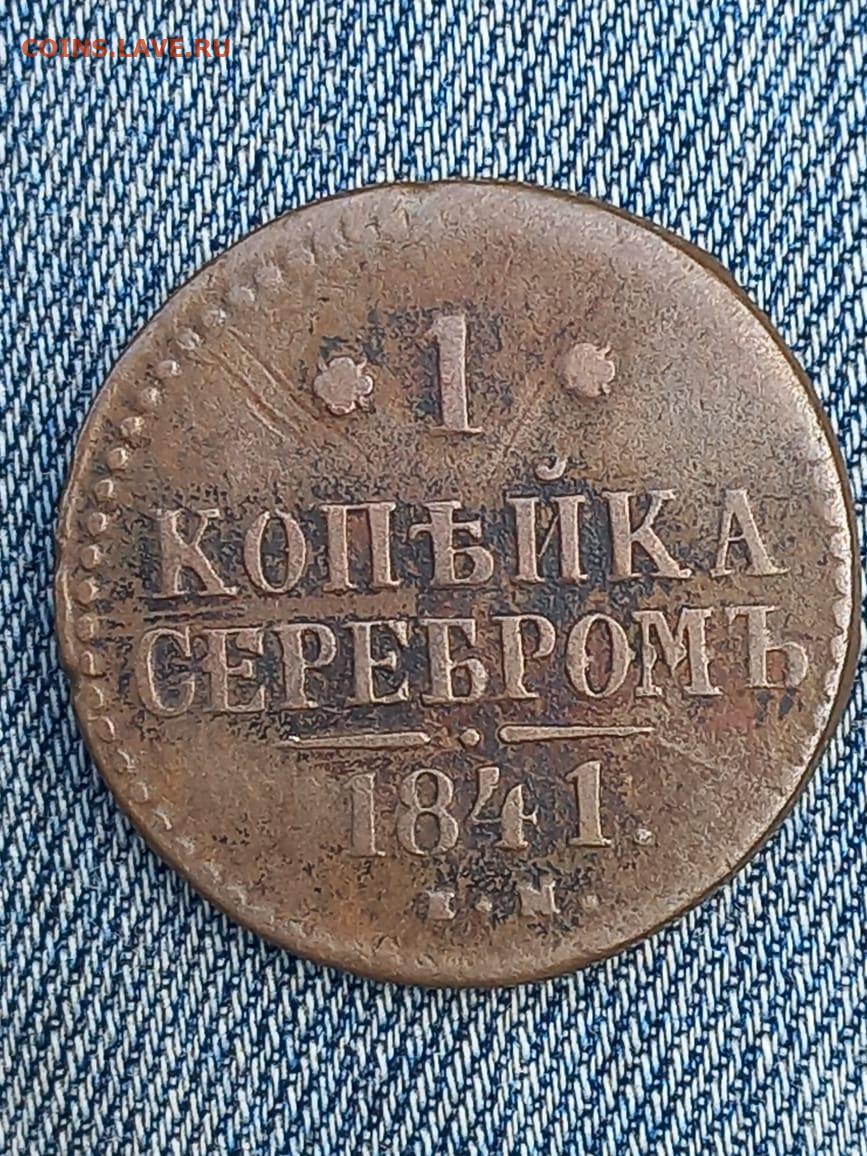 COINS.LAVE.RU
1
КОПѢЙКА
СЕРЕБРОМЪ
1841.